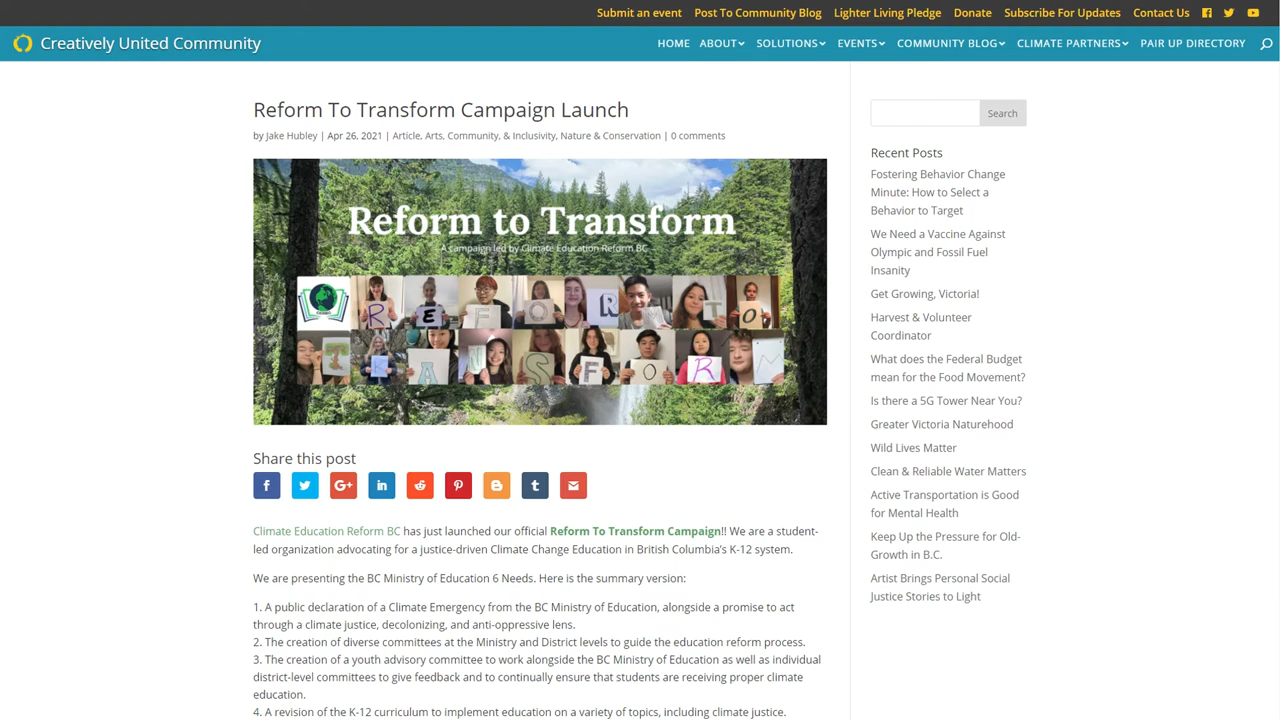 Submit an event Post To Community Blog Lighter Living Pledge Donate Subscribe For Updates Contact Us
Creatively United Community HOME ABOUT SOLUTIONS EVENTS COMMUNITY BLOG CLIMATE PARTNERS PAIR UP DIRECTORY
Reform To Transform Campaign Launch
by Jake Hubley | Apr 26, 2021 | Article, Arts, Community, & Inclusivity, Nature & Conservation | 0 comments
Reform to Transform
A campaign led by Climate Education Reform BC
R E F O R M T O
T R A N S F O R M
Share this post
Climate Education Reform BC has just launched our official Reform To Transform Campaign!! We are a student-
led organization advocating for a justice-driven Climate Change Education in British Columbia's K-12 system.
We are presenting the BC Ministry of Education 6 Needs. Here is the summary version:
1. A public declaration of a Climate Emergency from the BC Ministry of Education, alongside a promise to act
through a climate justice, decolonizing, and anti-oppressive lens.
2. The creation of diverse committees at the Ministry and District levels to guide the education reform process.
3. The creation of a youth advisory committee to work alongside the BC Ministry of Education as well as individual
district-level committees to give feedback and to continually ensure that students are receiving proper climate
education.
4. A revision of the K-12 curriculum to implement education on a variety of topics, including climate justice.
Search
Recent Posts
Fostering Behavior Change
Minute: How to Select a
Behavior to Target
We Need a Vaccine Against
Olympic and Fossil Fuel
Insanity
Get Growing, Victoria!
Harvest & Volunteer
Coordinator
What does the Federal Budget
mean for the Food Movement?
Is there a 5G Tower Near You?
Greater Victoria Naturehood
Wild Lives Matter
Clean & Reliable Water Matters
Active Transportation is Good
for Mental Health
Keep Up the Pressure for Old-
Growth in B.C.
Artist Brings Personal Social
Justice Stories to Light